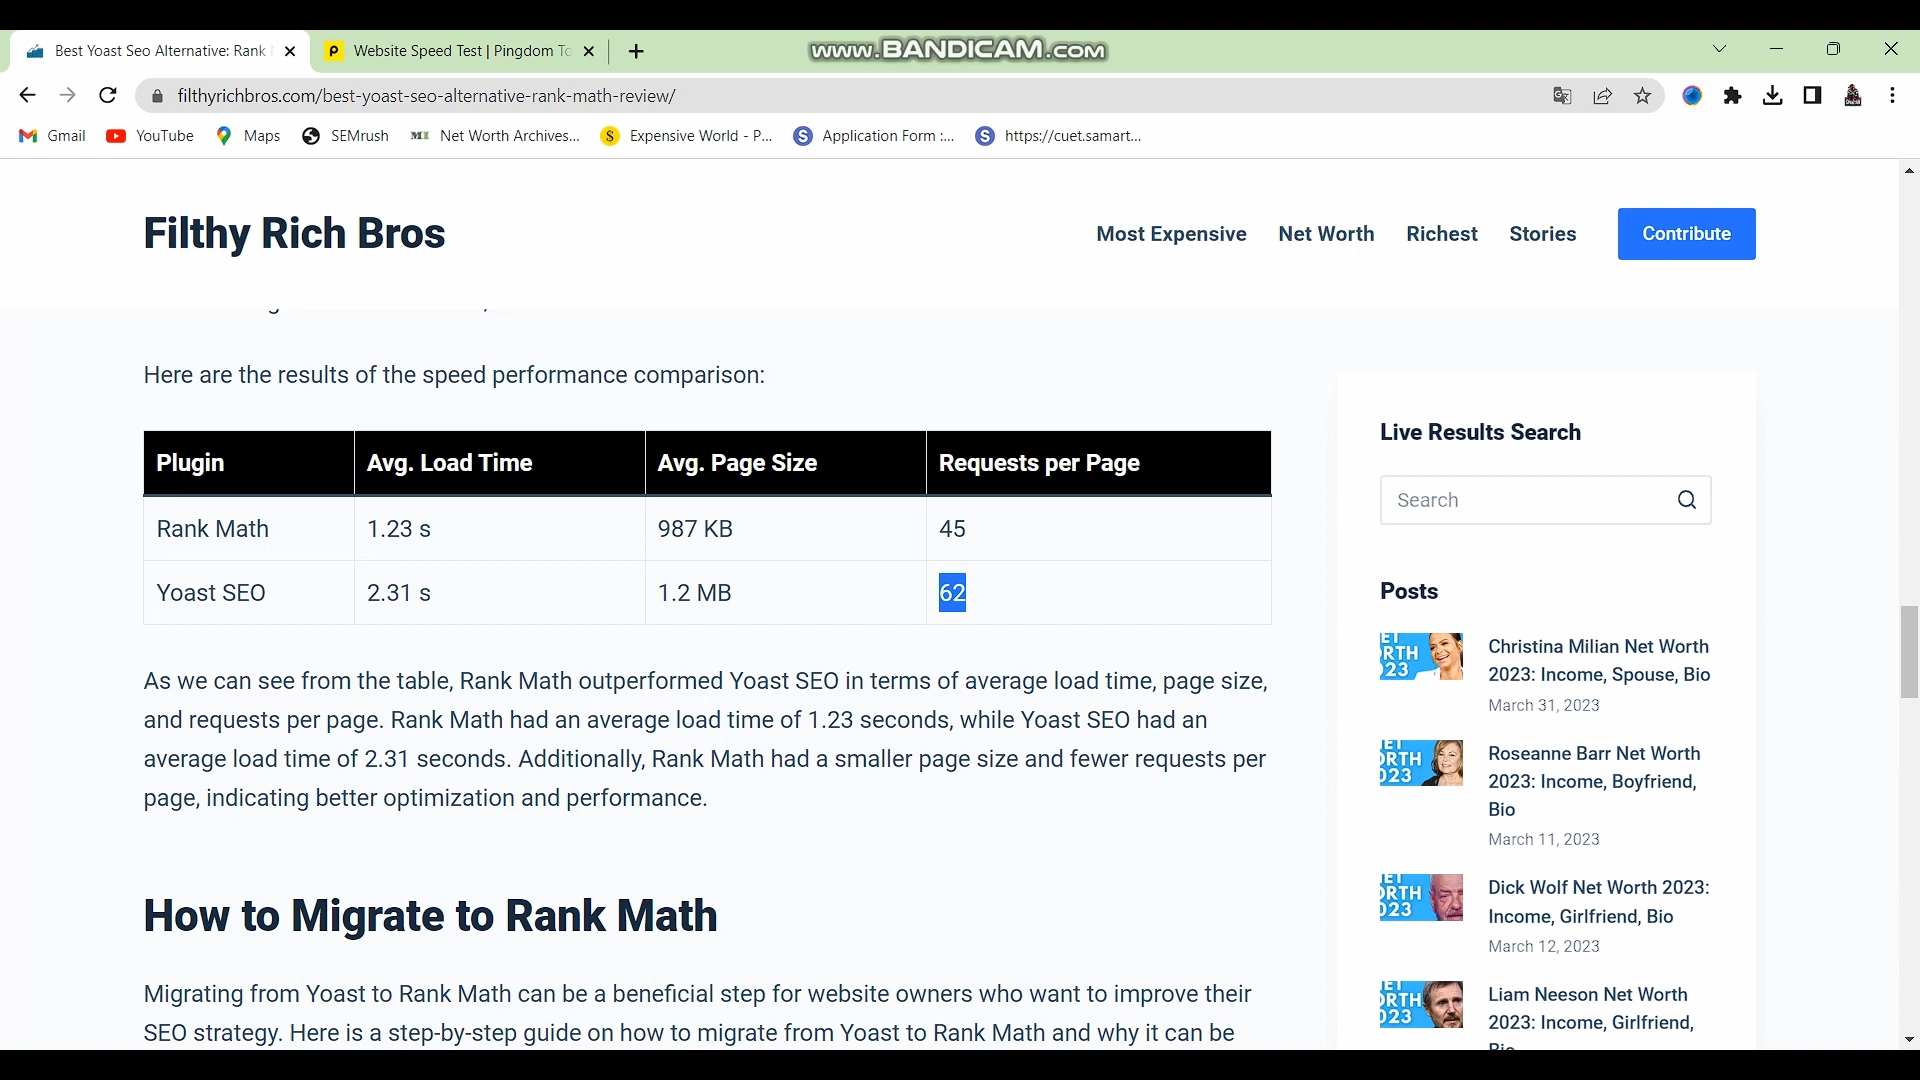 Best Yoast Seo Alternative: Rank
Website Speed Test | Pingdom To
www.BANDICAM.com
filthyrichbros.com/best-yoast-seo-alternative-rank-math-review/
Gmail
YouTube
Maps
SEMrush
Net Worth Archives...
Expensive World - P...
Application Form :...
https://cuet.samart...
Filthy Rich Bros
Most Expensive
Net Worth
Richest
Stories
Contribute
Here are the results of the speed performance comparison:
Plugin Avg. Load Time Avg. Page Size Requests per Page
Rank Math 1.23 s 987 KB 45
Yoast SEO 2.31 s 1.2 MB 62
As we can see from the table, Rank Math outperformed Yoast SEO in terms of average load time, page size,
and requests per page. Rank Math had an average load time of 1.23 seconds, while Yoast SEO had an
average load time of 2.31 seconds. Additionally, Rank Math had a smaller page size and fewer requests per
page, indicating better optimization and performance.
How to Migrate to Rank Math
Migrating from Yoast to Rank Math can be a beneficial step for website owners who want to improve their
SEO strategy. Here is a step-by-step guide on how to migrate from Yoast to Rank Math and why it can be
Live Results Search
Search
Posts
Christina Milian Net Worth
2023: Income, Spouse, Bio
March 31, 2023
Roseanne Barr Net Worth
2023: Income, Boyfriend,
Bio
March 11, 2023
Dick Wolf Net Worth 2023:
Income, Girlfriend, Bio
March 12, 2023
Liam Neeson Net Worth
2023: Income, Girlfriend,